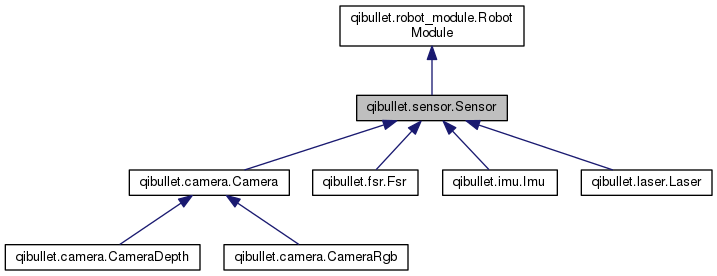 qibullet.robot_module.Robot
Module
qibullet.sensor.Sensor
qibullet.camera.Camera
qibullet.fsr.Fsr
qibullet.imu.Imu
qibullet.laser.Laser
qibullet.camera.CameraDepth
qibullet.camera.CameraRgb